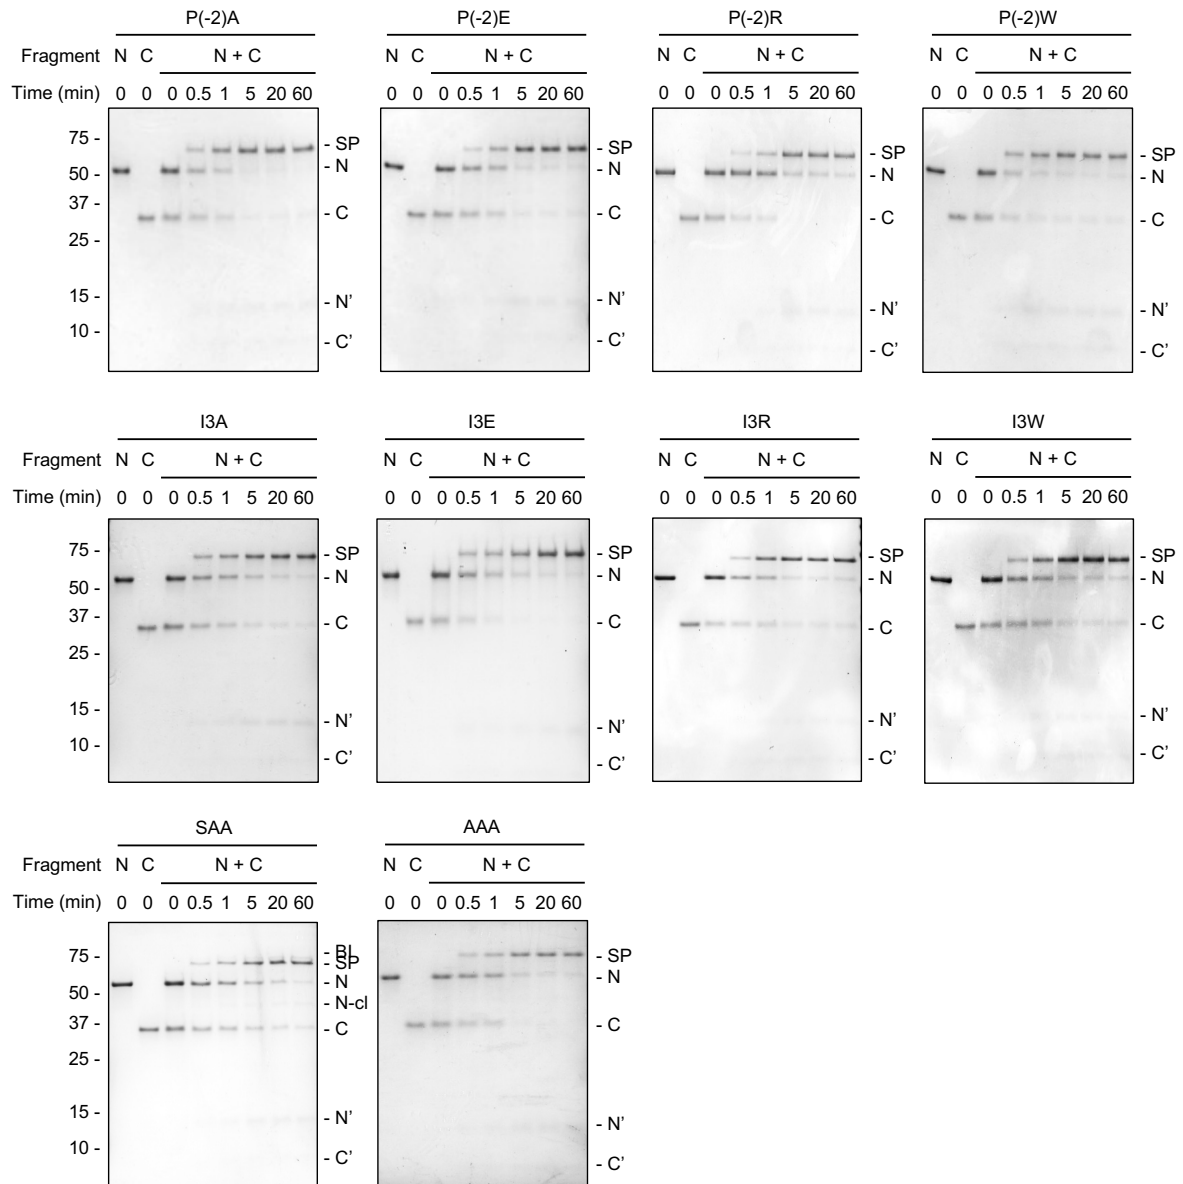 P(-2)A P(-2)E P(-2)R P(-2)W
Fragment N C N + C N C N + C N C N + C N C N + C
Time (min) 0 0 0 0.5 1 5 20 60 0 0 0 0.5 1 5 20 60 0 0 0 0.5 1 5 20 60 0 0 0 0.5 1 5 20 60
75 - - SP - SP - SP - SP
50 - - N - N - N - N
37 - - C - C - C - C
25 -
15 - - N' - N' - N' - N'
10 - - C' - C' - C' - C'
I3A I3E I3R I3W
Fragment N C N + C N C N + C N C N + C N C N + C
Time (min) 0 0 0 0.5 1 5 20 60 0 0 0 0.5 1 5 20 60 0 0 0 0.5 1 5 20 60 0 0 0 0.5 1 5 20 60
75 - - SP - SP - SP - SP
50 - - N - N - N - N
37 - - C - C - C - C
25 -
15 - - N' - N' - N' - N'
10 - - C' - C' - C' - C'
SAA AAA
Fragment N C N + C N C N + C
Time (min) 0 0 0 0.5 1 5 20 60 0 0 0 0.5 1 5 20 60
75 - - BI - SP - SP
50 - - N - N
- N-cl
37 - - C - C
25 -
15 - - N' - N'
10 - - C' - C'